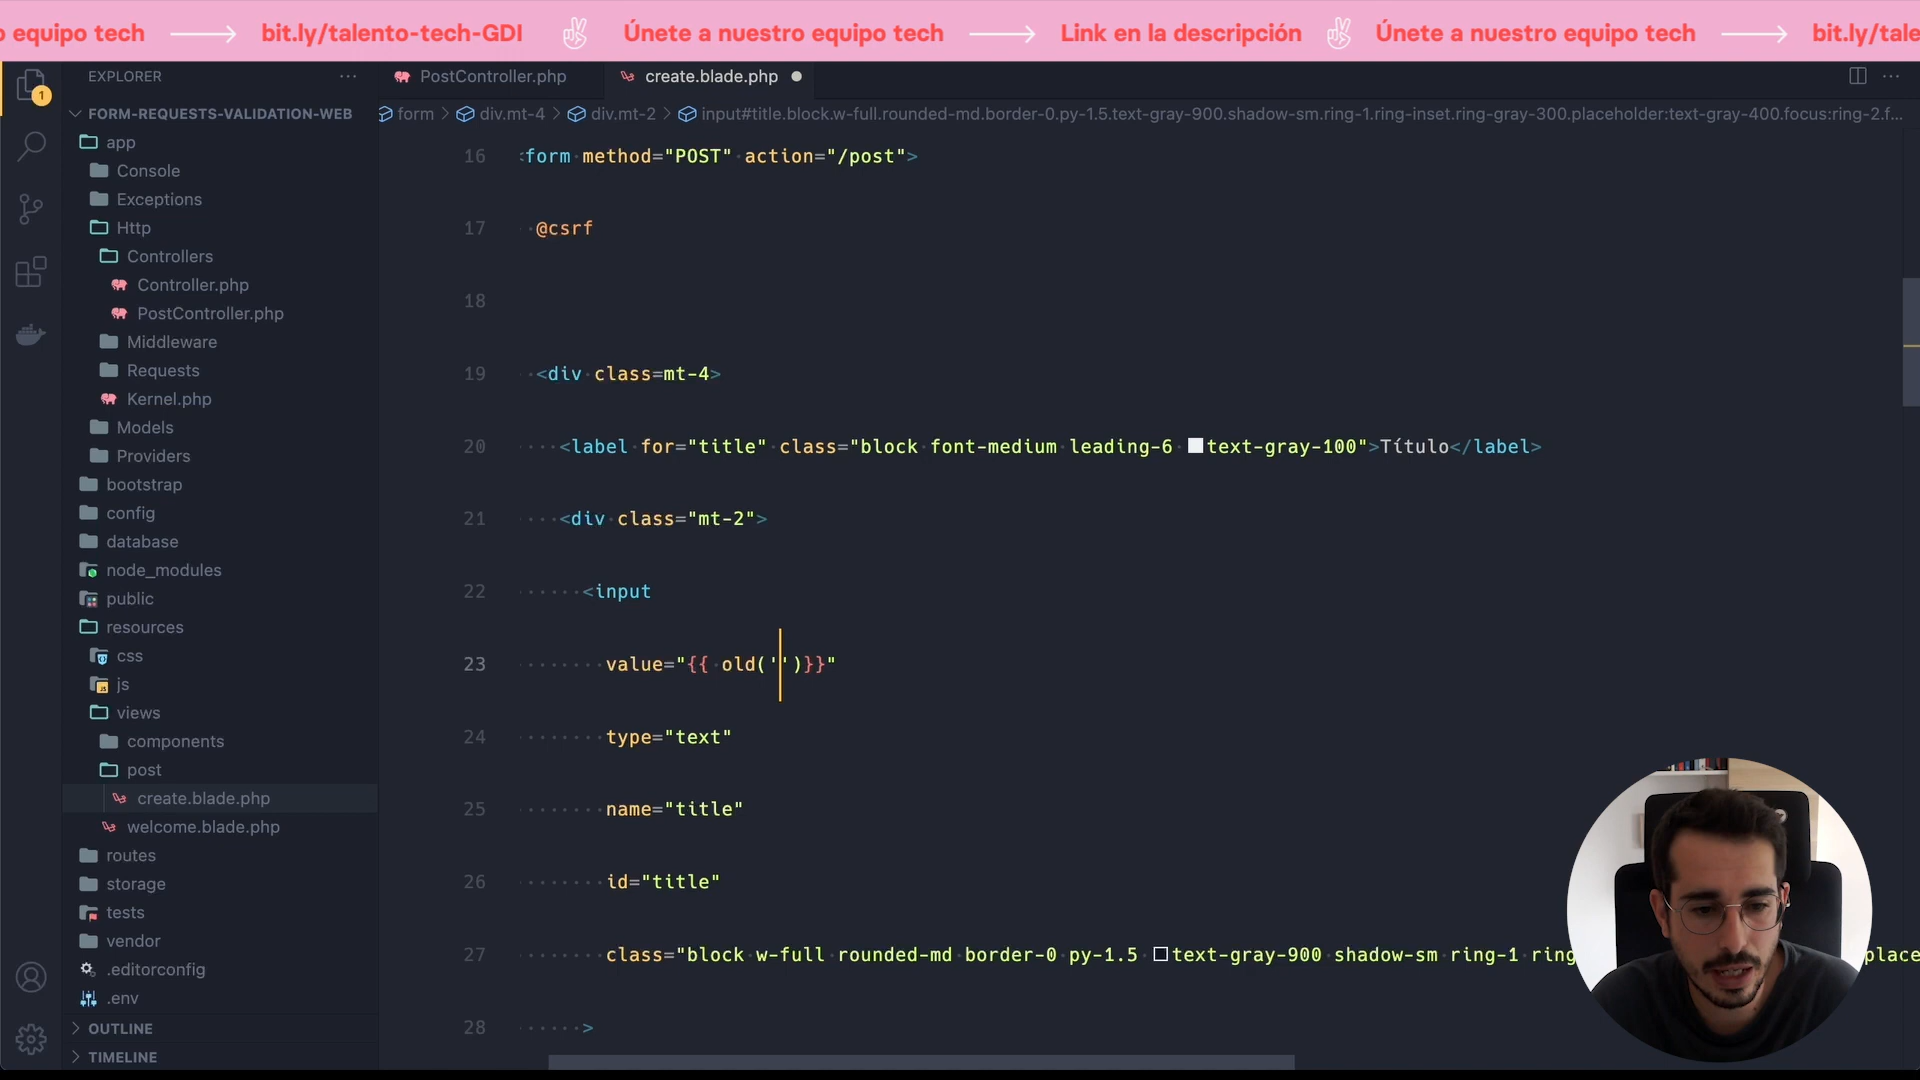 o equipo tech → bit.ly/talento-tech-GDI Únete a nuestro equipo tech → Link en la descripción Únete a nuestro equipo tech → bit.ly/tale
EXPLORER ···
PostController.php
create.blade.php
1
FORM-REQUESTS-VALIDATION-WEB
form > div.mt-4 > div.mt-2 > input#title.block.w-full.rounded-md.border-0.py-1.5.text-gray-900.shadow-sm.ring-1.ring-inset.ring-gray-300.placeholder:text-gray-400.focus:ring-2.f...
app
Console
Exceptions
Http
Controllers
Controller.php
PostController.php
Middleware
Requests
Kernel.php
Models
Providers
bootstrap
config
database
node_modules
public
resources
css
js
views
components
post
create.blade.php
welcome.blade.php
routes
storage
tests
vendor
.editorconfig
.env
OUTLINE
TIMELINE
16 <form method="POST" action="/post">
17 @csrf
18
19 <div class=mt-4>
20 <label for="title" class="block font-medium leading-6 text-gray-100">Título</label>
21 <div class="mt-2">
22 <input
23 value="{{ old('')}}"
24 type="text"
25 name="title"
26 id="title"
27 class="block w-full rounded-md border-0 py-1.5 text-gray-900 shadow-sm ring-1 ring place
28 >